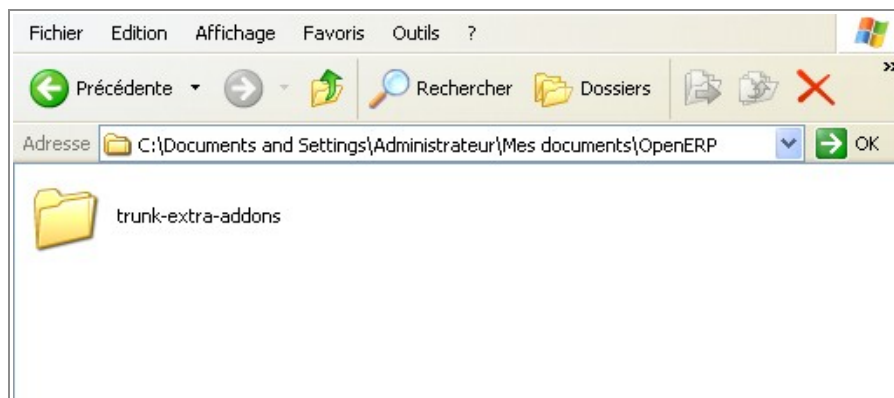 Fichier Edition Affichage Favoris Outils ?
Précédente Rechercher Dossiers »
Adresse C:\Documents and Settings\Administrateur\Mes documents\OpenERP OK
trunk-extra-addons